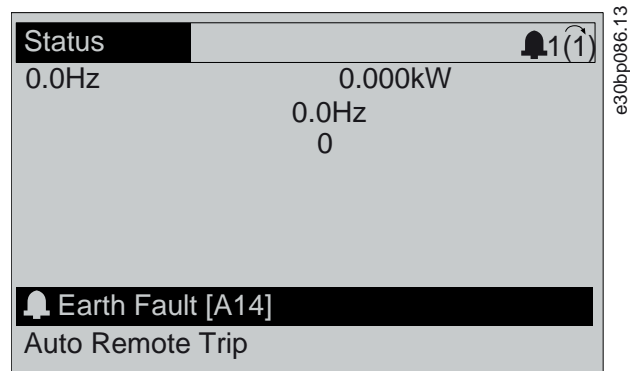 Status 1(1)
0.0Hz 0.000kW
0.0Hz
0
Earth Fault [A14]
Auto Remote Trip
e30bp086.13